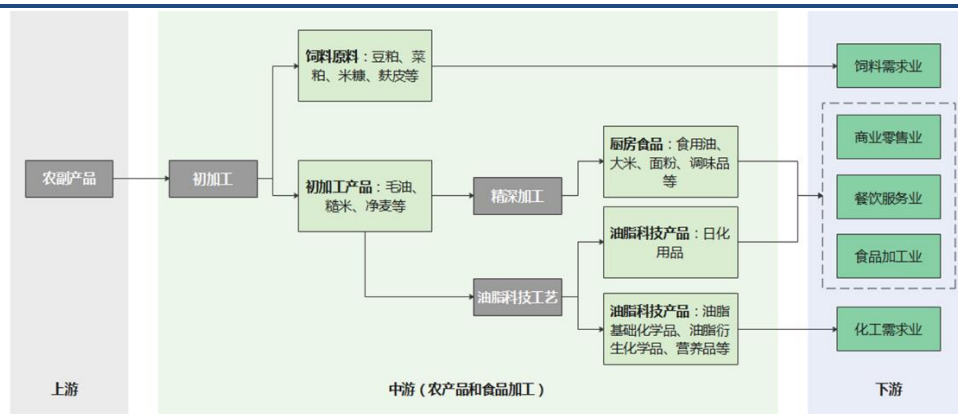 饲料原料：豆粕、菜
粕、米糠、麸皮等
饲料需求业
农副产品
初加工
初加工产品：毛油、
糙米、净麦等
精深加工
厨房食品：食用油、
大米、面粉、调味品
等
商业零售业
餐饮服务业
食品加工业
油脂科技工艺
油脂科技产品：日化
用品
油脂科技产品：油脂
基础化学品、油脂衍
生化学品、营养品等
化工需求业
上游
中游（农产品和食品加工）
下游